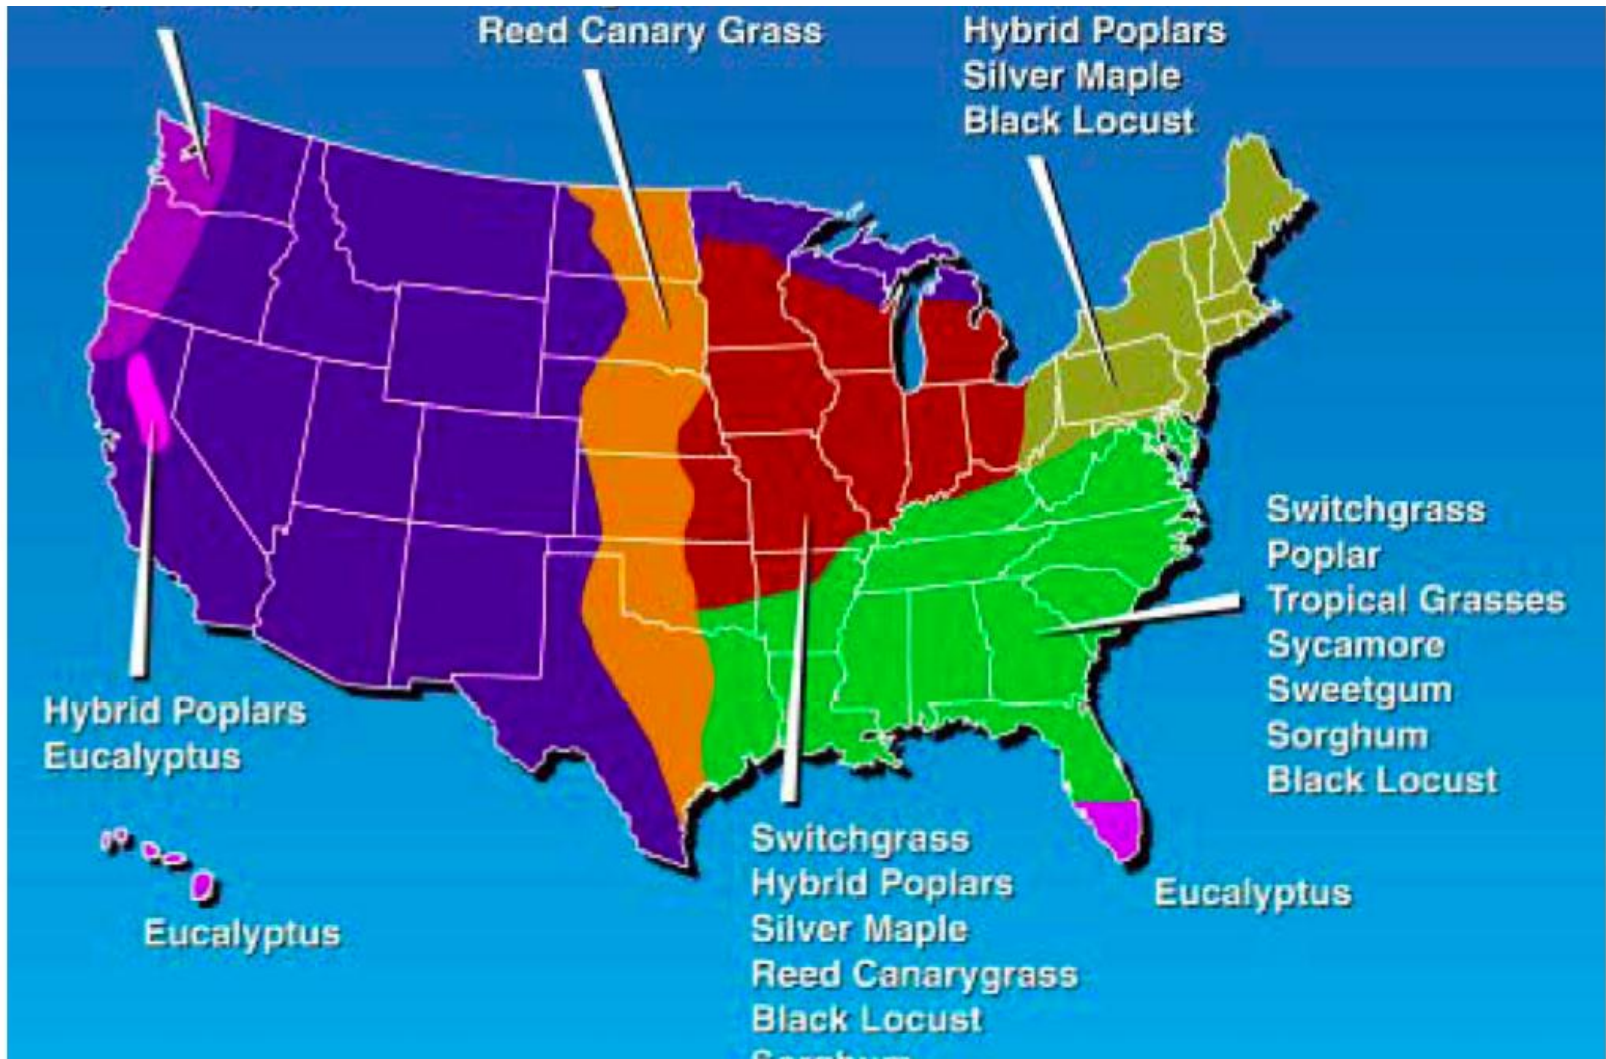 Reed Canary Grass
Hybrid Poplars
Silver Maple
Black Locust
Switchgrass
Poplar
Tropical Grasses
Sycamore
Sweetgum
Sorghum
Black Locust
Hybrid Poplars
Eucalyptus
Eucalyptus
Switchgrass
Hybrid Poplars
Silver Maple
Reed Canarygrass
Black Locust
Sorghum
Eucalyptus